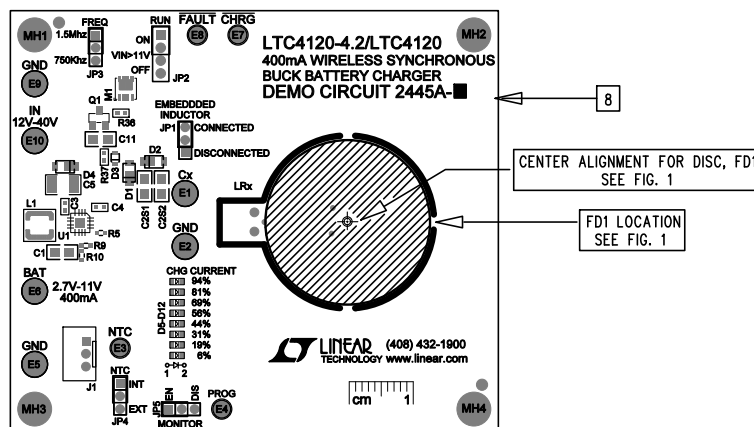 MH1
FREQ
1.5Mhz
750Khz
JP3
RUN
ON
VIN>11V
OFF
JP2
FAULT
E8
CHRG
E7
MH2
LTC4120-4.2/LTC4120
400mA WIRELESS SYNCHRONOUS
BUCK BATTERY CHARGER
DEMO CIRCUIT 2445A-
8
GND
E9
IN
12V-40V
E10
M1
Q1
R36
C11
EMBEDDDED
INDUCTOR
JP1
CONNECTED
DISCONNECTED
D4
C5
R37
D3
D2
D1
C2S1
C2S2
Cx
E1
LRx
CENTER ALIGNMENT FOR DISC, FD1
SEE FIG. 1
FD1 LOCATION
SEE FIG. 1
L1
C3
U1
C4
R5
C1
R9
R10
GND
E2
BAT
E6
2.7V-11V
400mA
CHG CURRENT
94%
81%
69%
56%
44%
31%
19%
6%
D5-D12
1 2
GND
E5
J1
NTC
E3
NTC
INT
EXT
JP4
JP5
EN
DIS
MONITOR
PROG
E4
LINEAR
TECHNOLOGY
(408) 432-1900
www.linear.com
cm 1
MH3
MH4